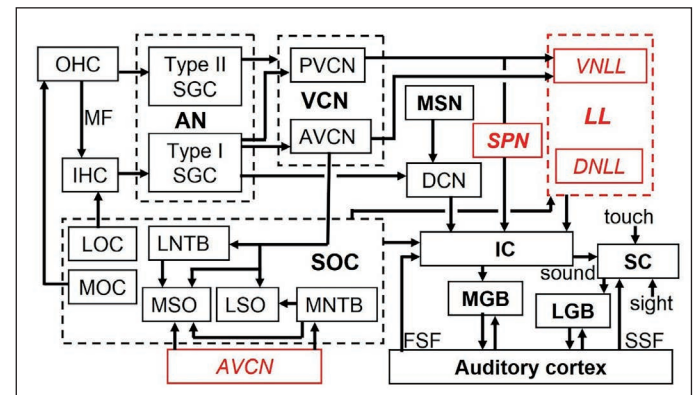 OHC
MF
IHC
Type II
SGC
AN
Type I
SGC
PVCN
VCN
AVCN
MSN
DCN
SPN
VNLL
LL
DNLL
LOC
MOC
LNTB
SOC
MSO
LSO
MNTB
AVCN
IC
sound
touch
SC
sight
MGB
LGB
FSF
SSF
Auditory cortex